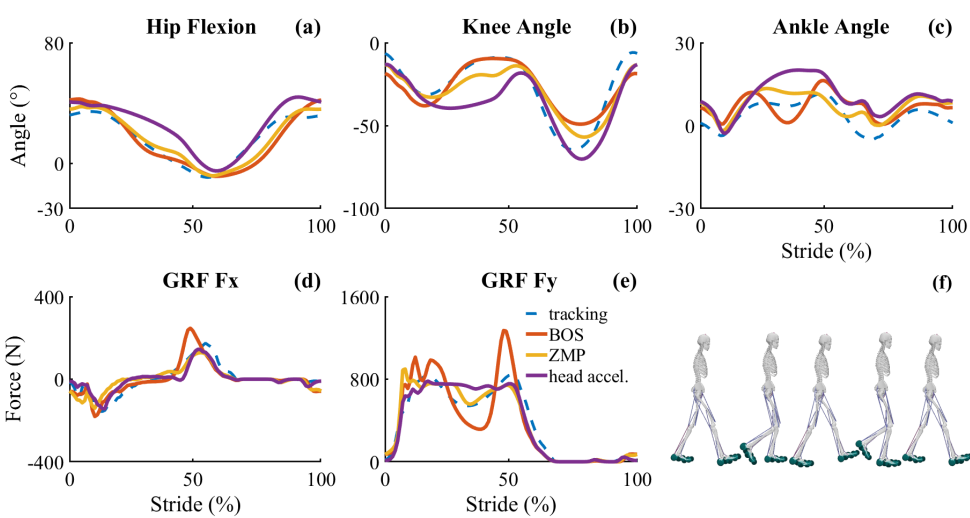 Hip Flexion (a)
Knee Angle (b)
Ankle Angle (c)
Angle (°)
80
0
-30
0 50 100
0
-50
-100
0 50 100
30
0
-30
0 50 100
Stride (%)
GRF Fx (d)
GRF Fy (e)
(f)
Force (N)
400
0
-400
0 50 100
Stride (%)
1600
800
0
0 50 100
Stride (%)
tracking
BOS
ZMP
head accel.